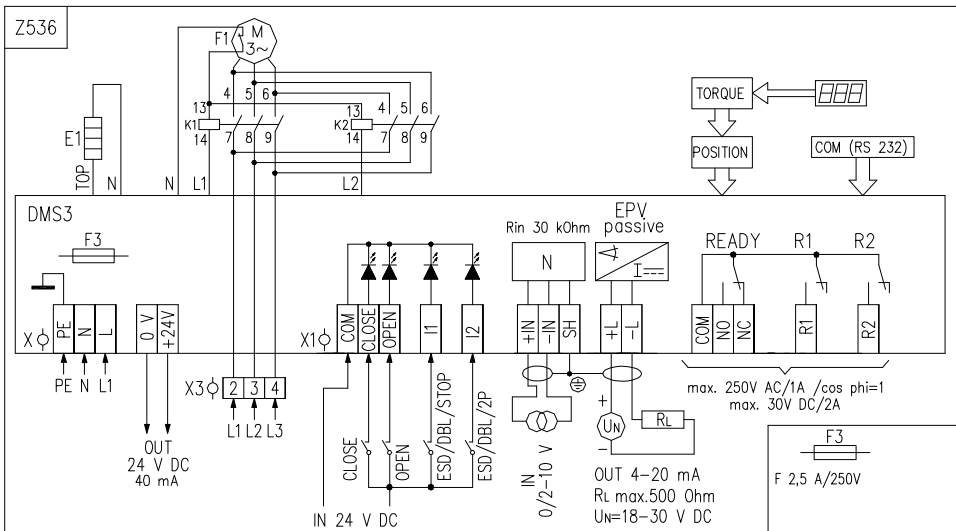 Z536
F1
M
3~
4 5 6
13
K1
14
7 8 9
13
K2
14
4 5 6
7 8 9
E1
TOP
N
N
L1
L2
TORQUE
POSITION
COM (RS 232)
DMS3
F3
Rin 30 kOhm
N
EPV
passive
I
READY
R1
R2
X
PE
N
L
0 V
+24V
X1
COM
CLOSE
OPEN
I1
I2
+IN
-IN
SH
+L
-L
COM
NO
NC
R1
R2
PE N L1
X3
2 3 4
L1 L2 L3
OUT
24 V DC
40 mA
CLOSE
OPEN
ESD/DBL/STOP
ESD/DBL/2P
IN 24 V DC
IN
0/2-10 V
+
UN
-
RL
OUT 4-20 mA
RL max.500 Ohm
UN=18-30 V DC
max. 250V AC/1A /cos phi=1
max. 30V DC/2A
F3
F 2,5 A/250V